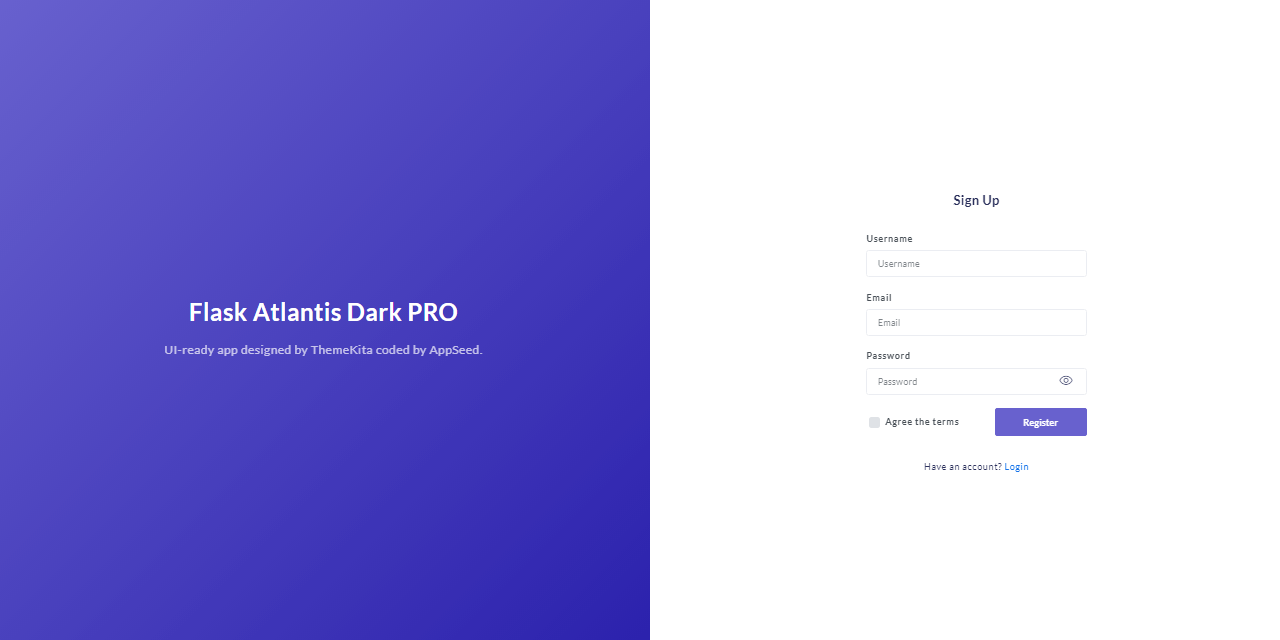 Flask Atlantis Dark PRO
UI-ready app designed by ThemeKita coded by AppSeed.
Sign Up
Username
Username
Email
Email
Password
Password
Agree the terms
Register
Have an account? Login